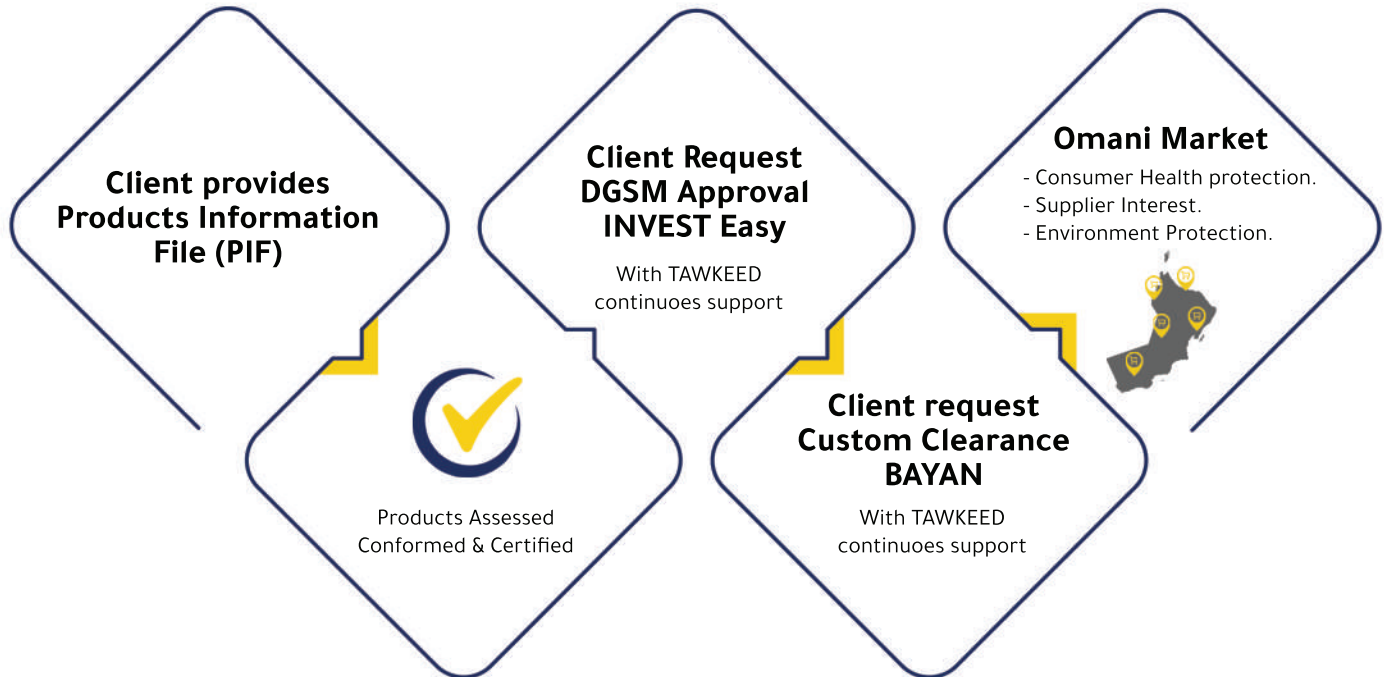 Client provides
Products Information
File (PIF)
Products Assessed
Conformed & Certified
Client Request
DGSM Approval
INVEST Easy
With TAWKEED
continuoes support
Client request
Custom Clearance
BAYAN
With TAWKEED
continuoes support
Omani Market
- Consumer Health protection.
- Supplier Interest.
- Environment Protection.